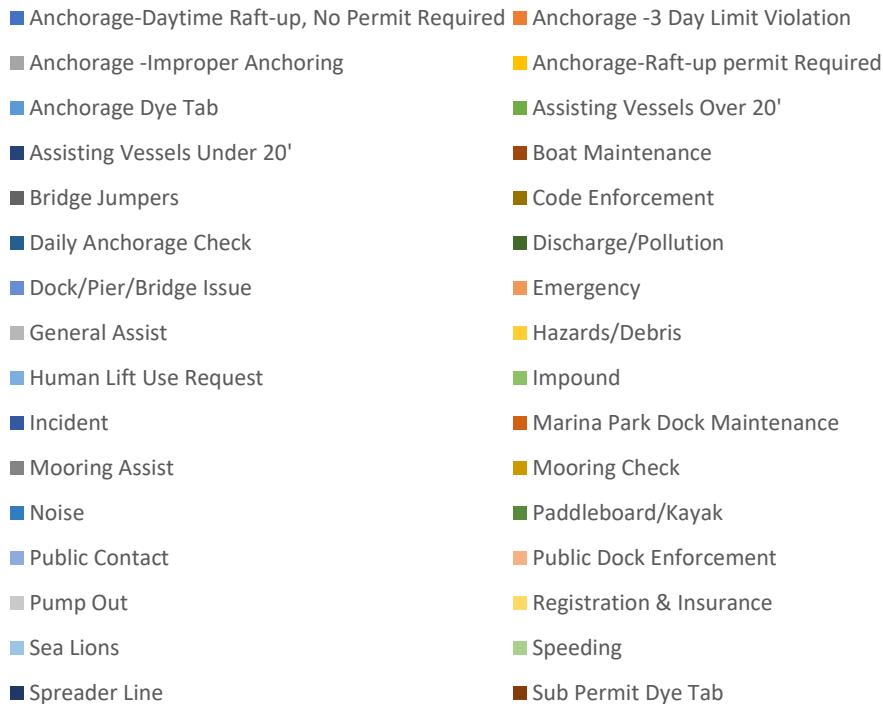 Anchorage-Daytime Raft-up, No Permit Required Anchorage -3 Day Limit Violation
Anchorage -Improper Anchoring Anchorage-Raft-up permit Required
Anchorage Dye Tab Assisting Vessels Over 20'
Assisting Vessels Under 20' Boat Maintenance
Bridge Jumpers Code Enforcement
Daily Anchorage Check Discharge/Pollution
Dock/Pier/Bridge Issue Emergency
General Assist Hazards/Debris
Human Lift Use Request Impound
Incident Marina Park Dock Maintenance
Mooring Assist Mooring Check
Noise Paddleboard/Kayak
Public Contact Public Dock Enforcement
Pump Out Registration & Insurance
Sea Lions Speeding
Spreader Line Sub Permit Dye Tab